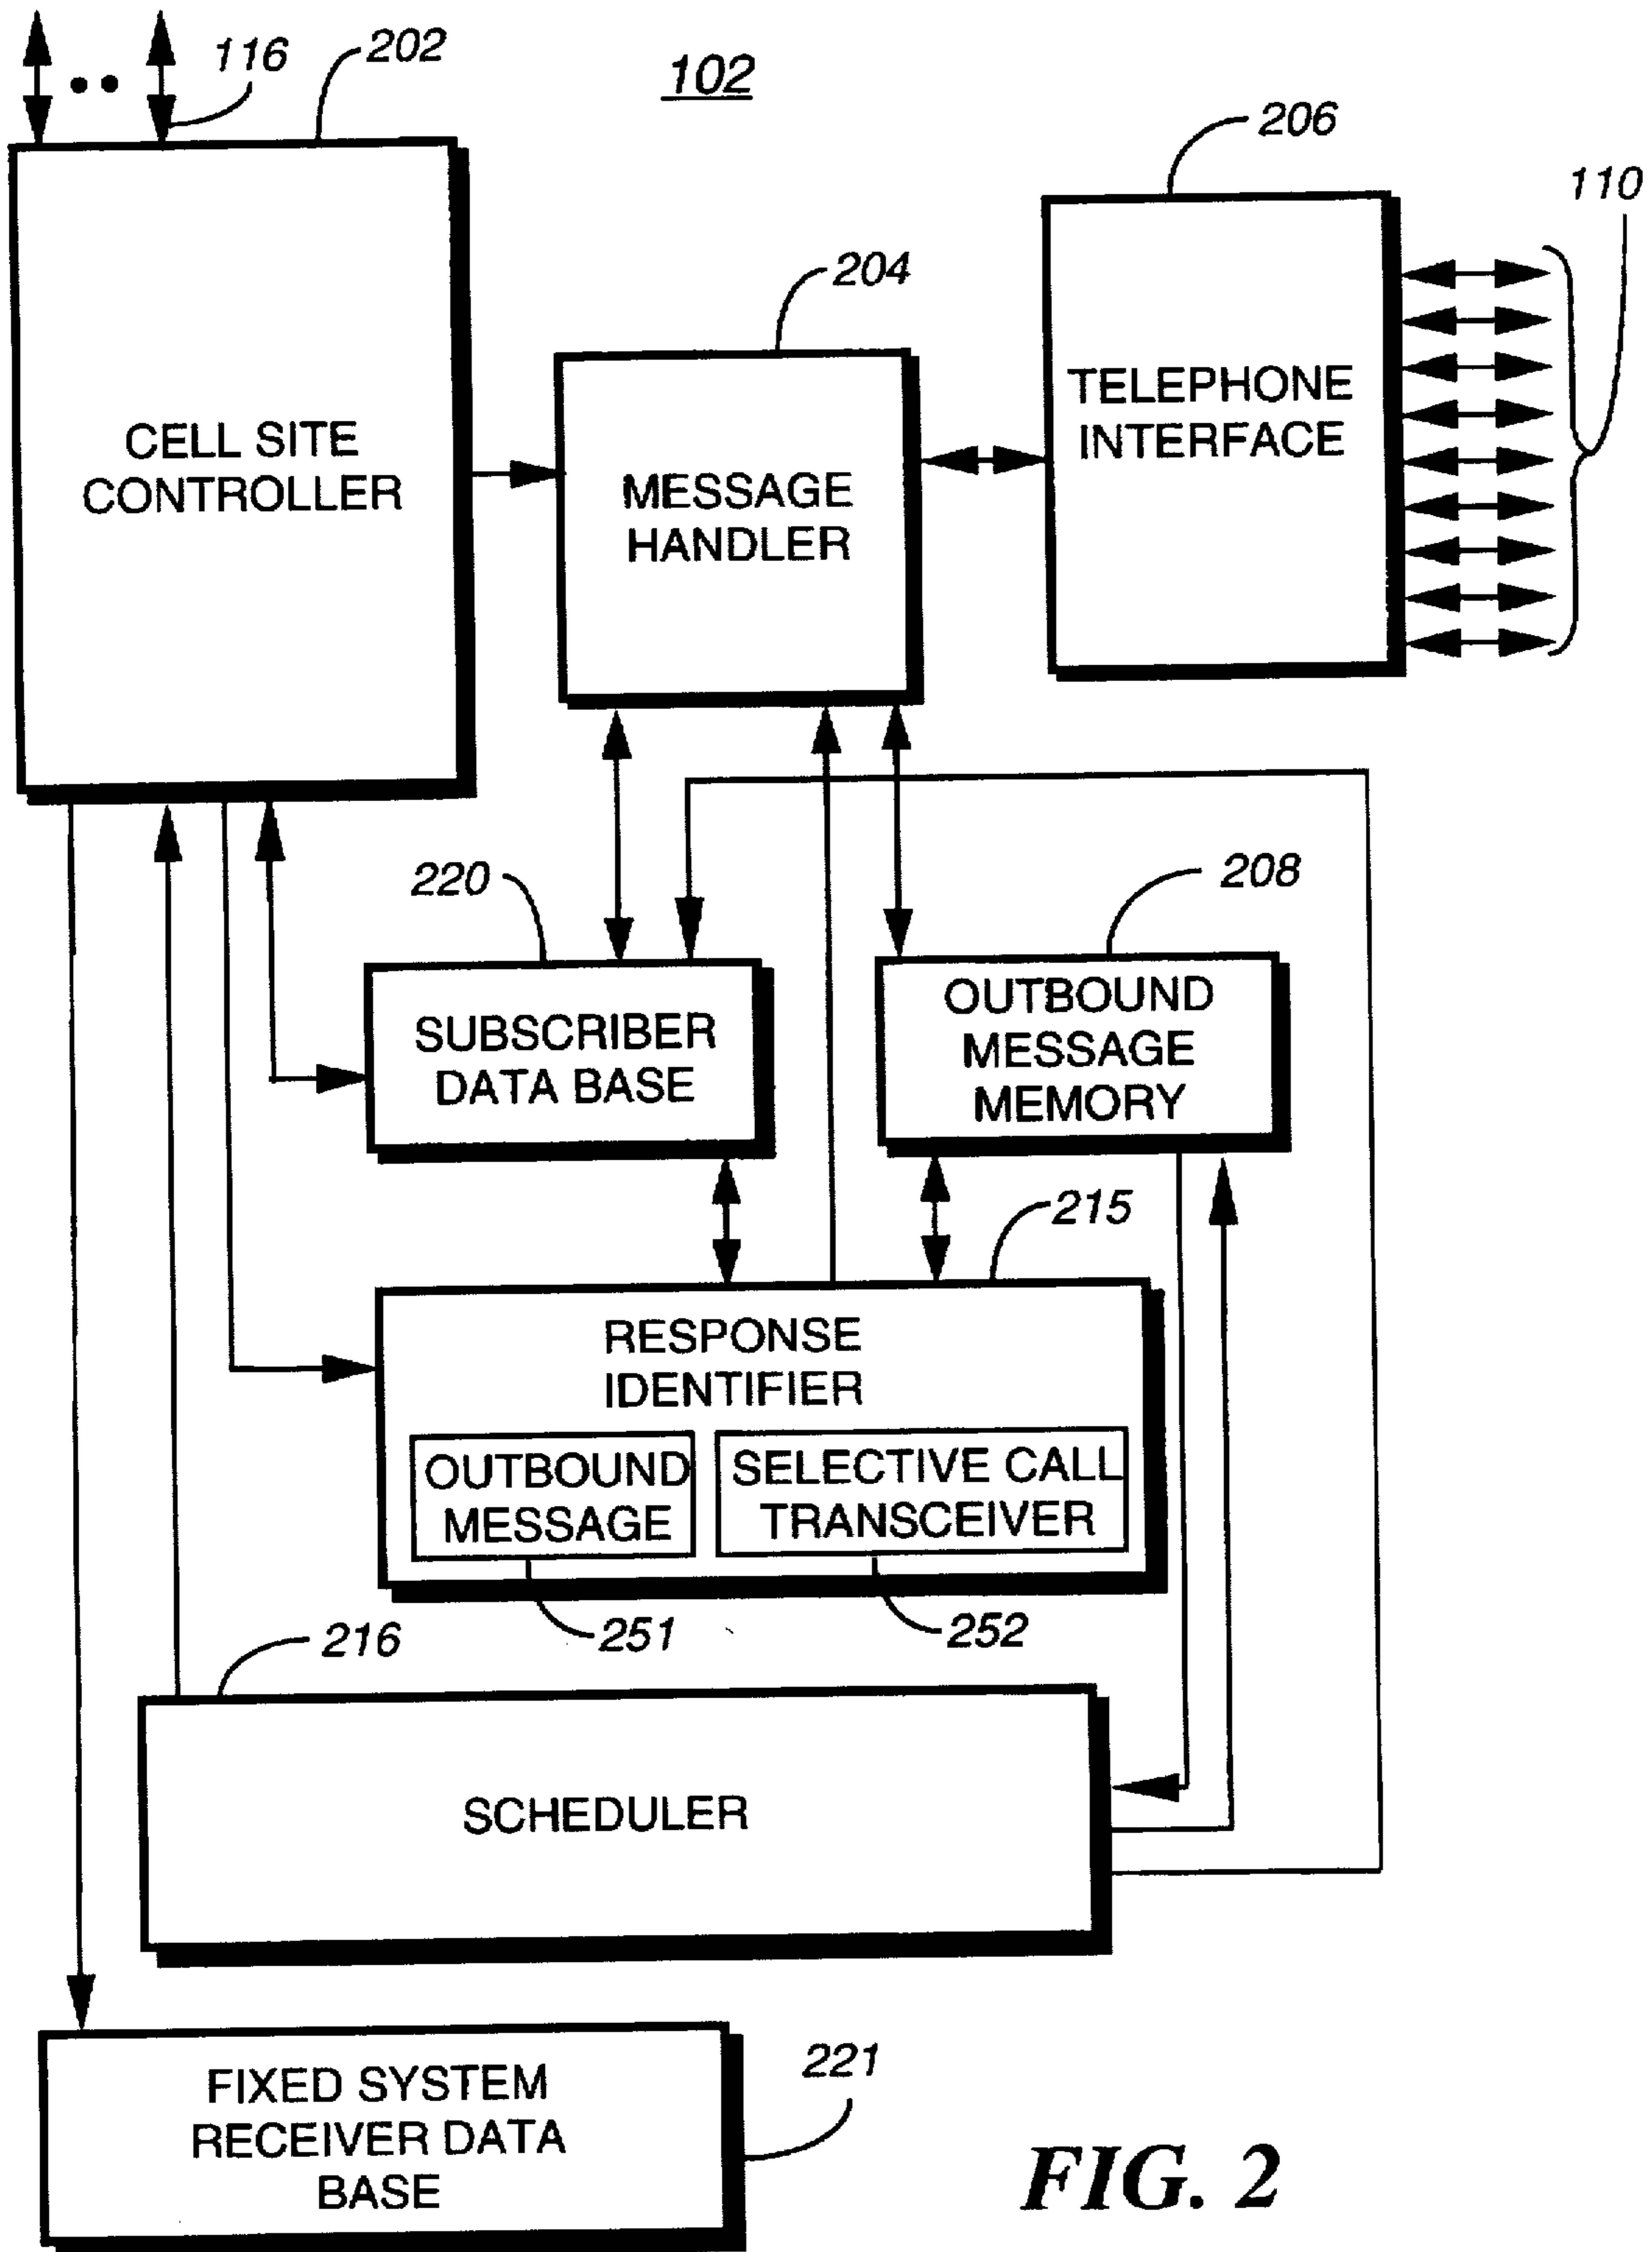 116
202
102
206
110
204
CELL SITE
CONTROLLER
MESSAGE
HANDLER
TELEPHONE
INTERFACE
220
208
SUBSCRIBER
DATA BASE
OUTBOUND
MESSAGE
MEMORY
215
RESPONSE
IDENTIFIER
OUTBOUND
MESSAGE
SELECTIVE CALL
TRANSCEIVER
251
252
216
SCHEDULER
221
FIXED SYSTEM
RECEIVER DATA
BASE
FIG. 2